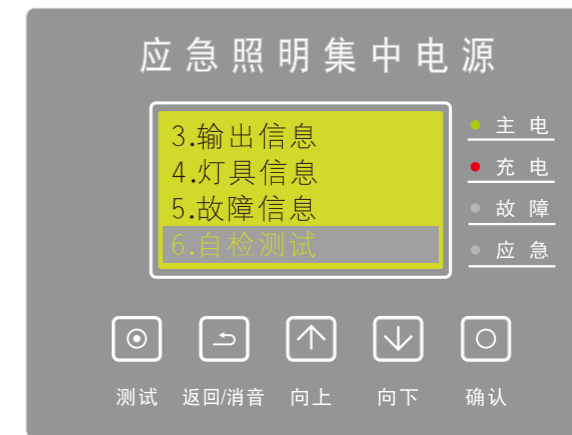 应急照明集中电源
3.输出信息
4.灯具信息
5.故障信息
6.自检测试
主电
充电
故障
应急
测试 返回/消音 向上 向下 确认